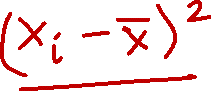 (xᵢ − x̄)²